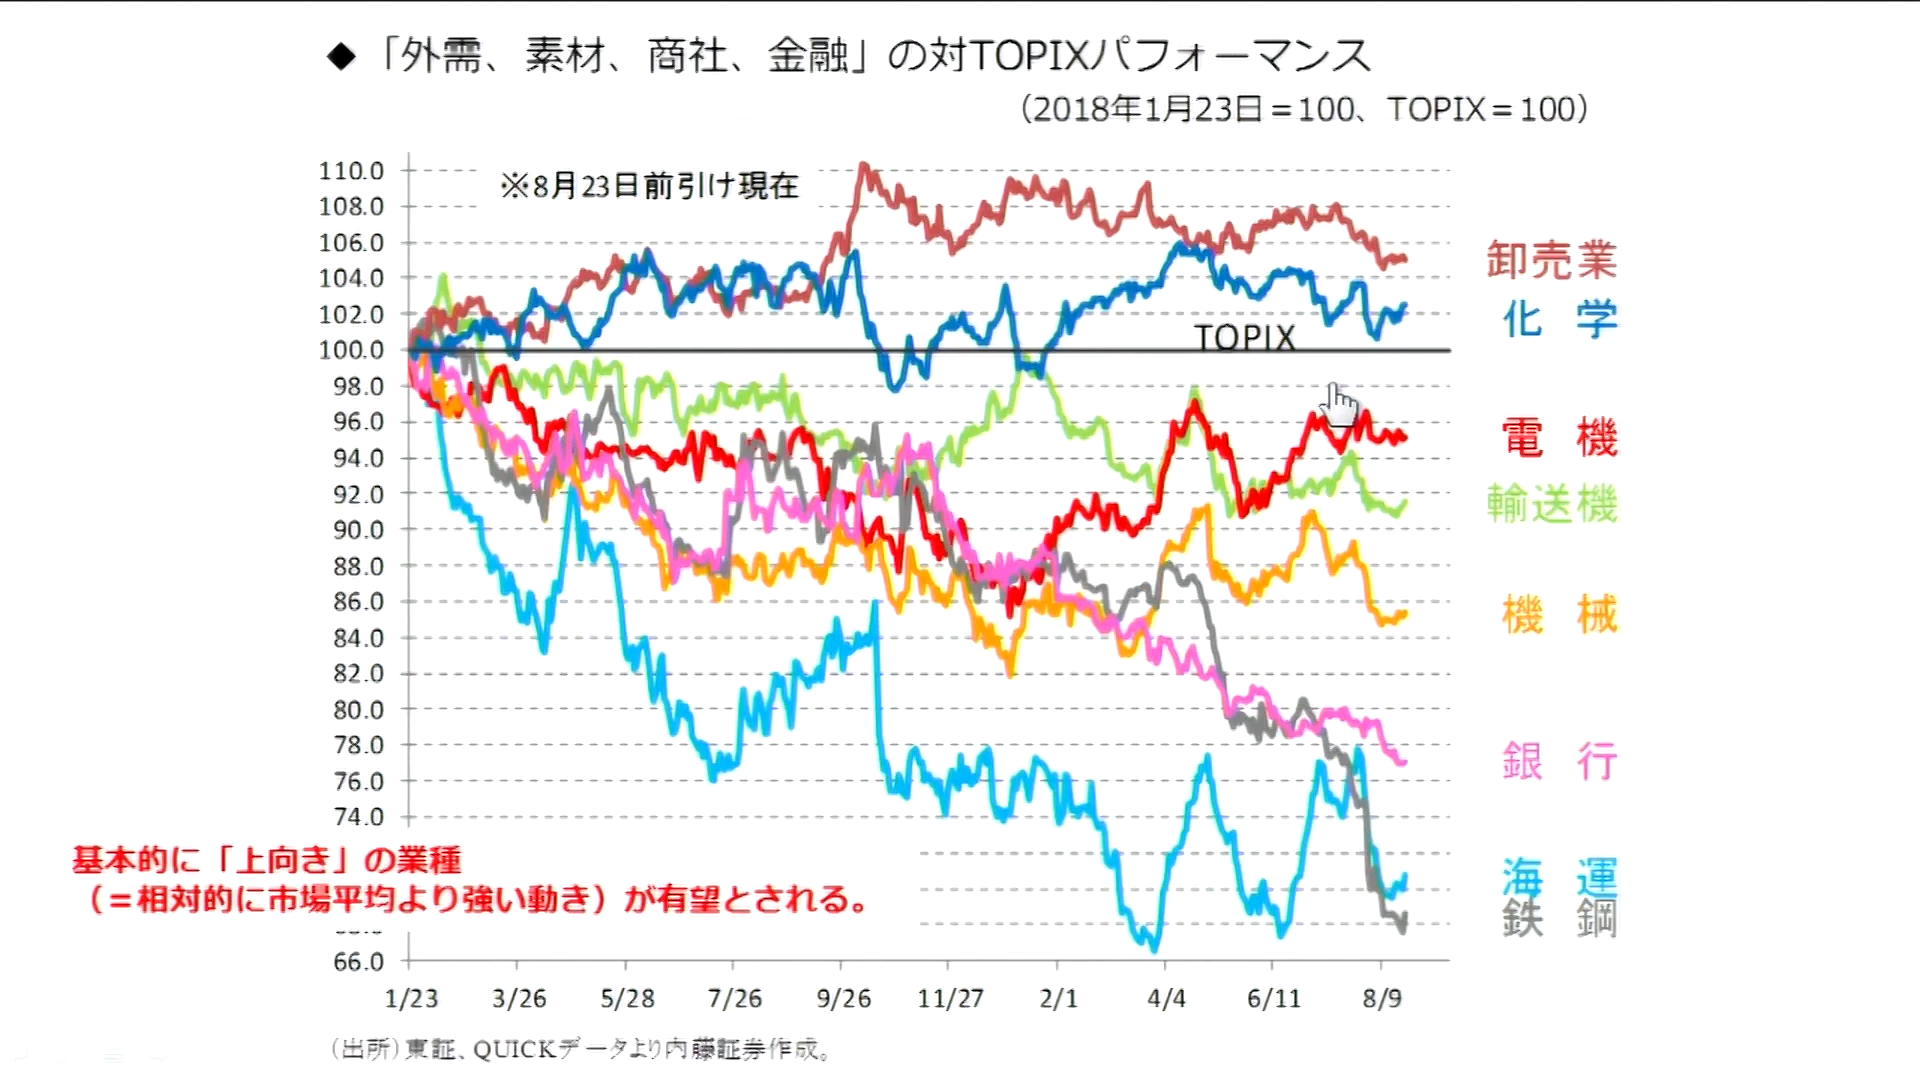 ◆「外需、素材、商社、金融」の対TOPIXパフォーマンス
（2018年1月23日＝100、TOPIX＝100）
※8月23日前引け現在
110.0
108.0
106.0
104.0
102.0
100.0
98.0
96.0
94.0
92.0
90.0
88.0
86.0
84.0
82.0
80.0
78.0
76.0
74.0
66.0
TOPIX
卸売業
化　学
電　機
輸送機
機　械
銀　行
海　運
鉄　鋼
基本的に「上向き」の業種
（＝相対的に市場平均より強い動き）が有望とされる。
1/23 3/26 5/28 7/26 9/26 11/27 2/1 4/4 6/11 8/9
（出所）東証、QUICKデータより内藤証券作成。